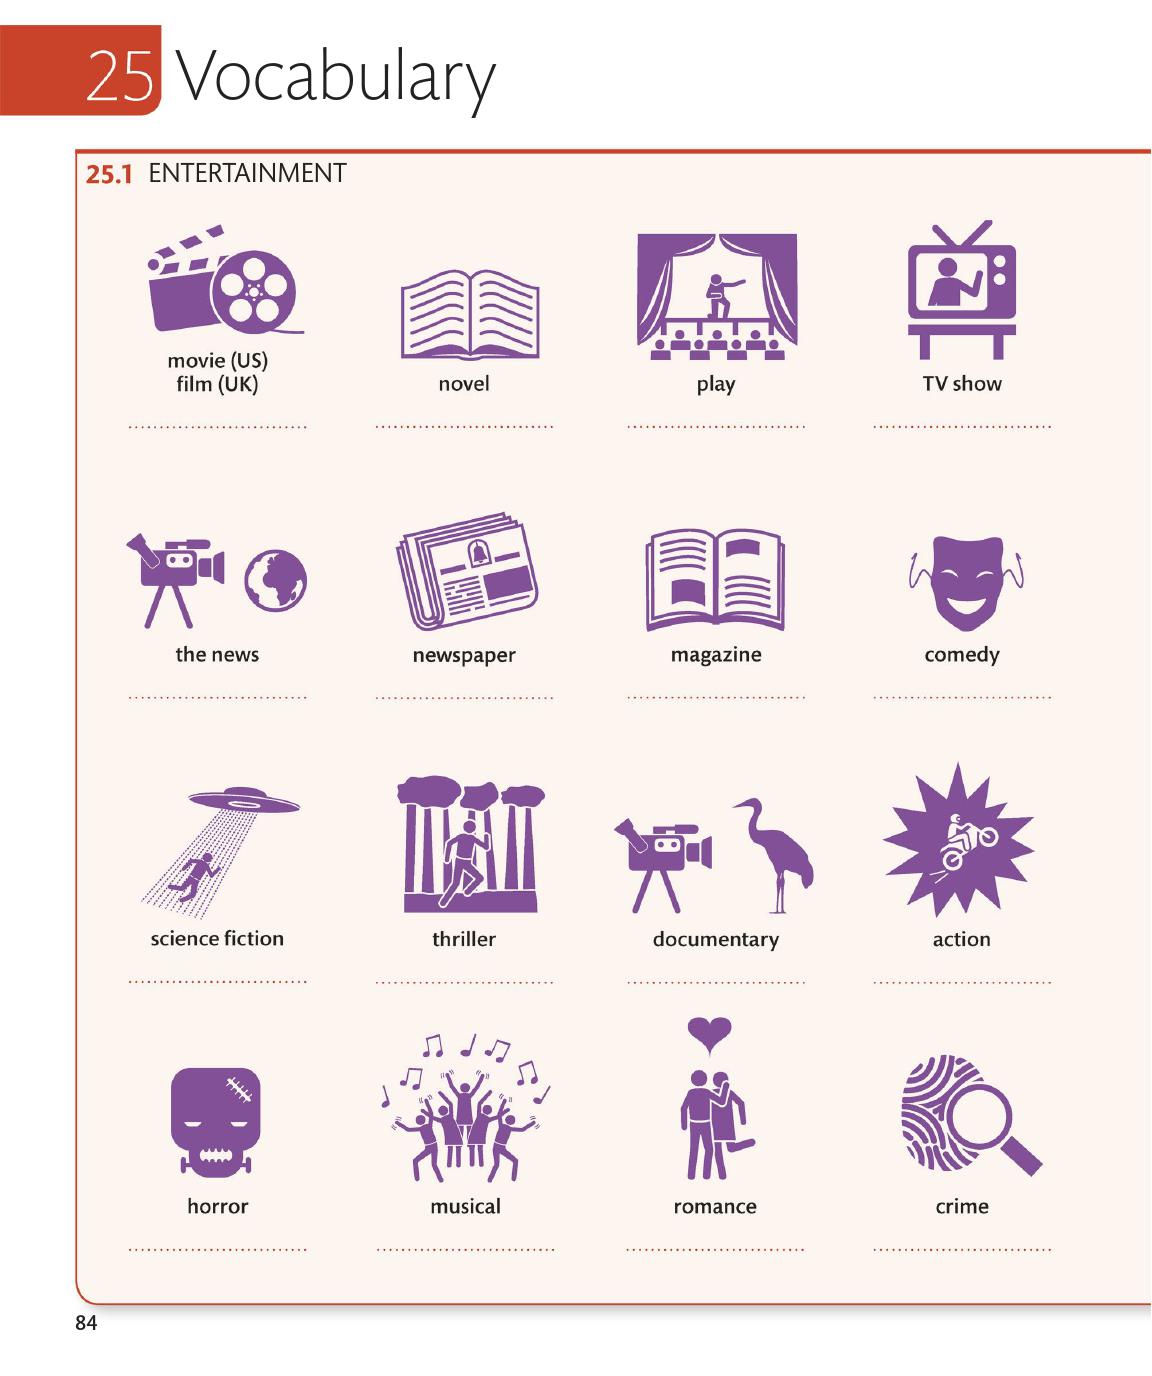 25 Vocabulary
25.1 ENTERTAINMENT
movie (US)
film (UK)
novel
play
TV show
the news
newspaper
magazine
comedy
science fiction
thriller
documentary
action
horror
musical
romance
crime
84